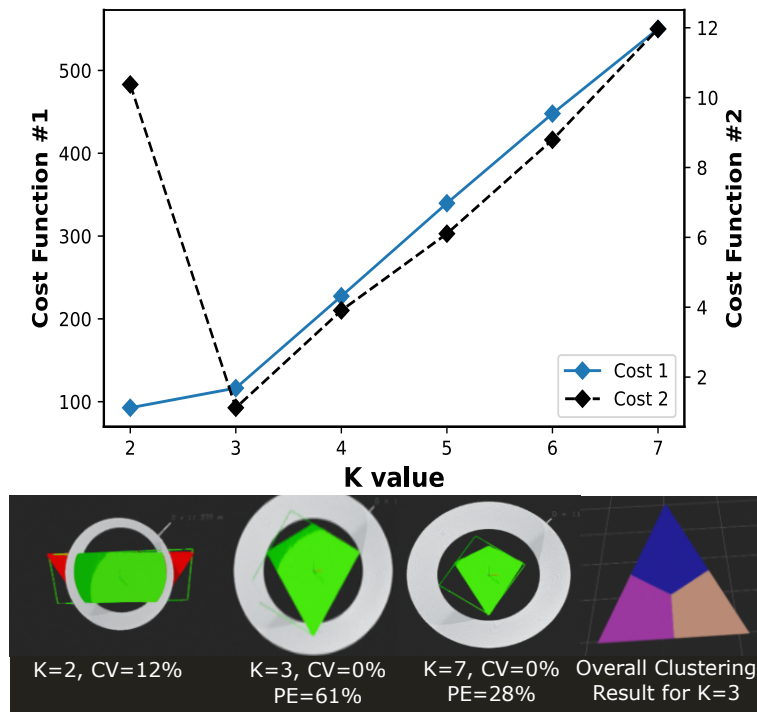 Cost Function #1
500
400
300
200
100
Cost Function #2
12
10
8
6
4
2
Cost 1
Cost 2
2 3 4 5 6 7
K value
K=2, CV=12%
K=3, CV=0%
PE=61%
K=7, CV=0%
PE=28%
Overall Clustering
Result for K=3